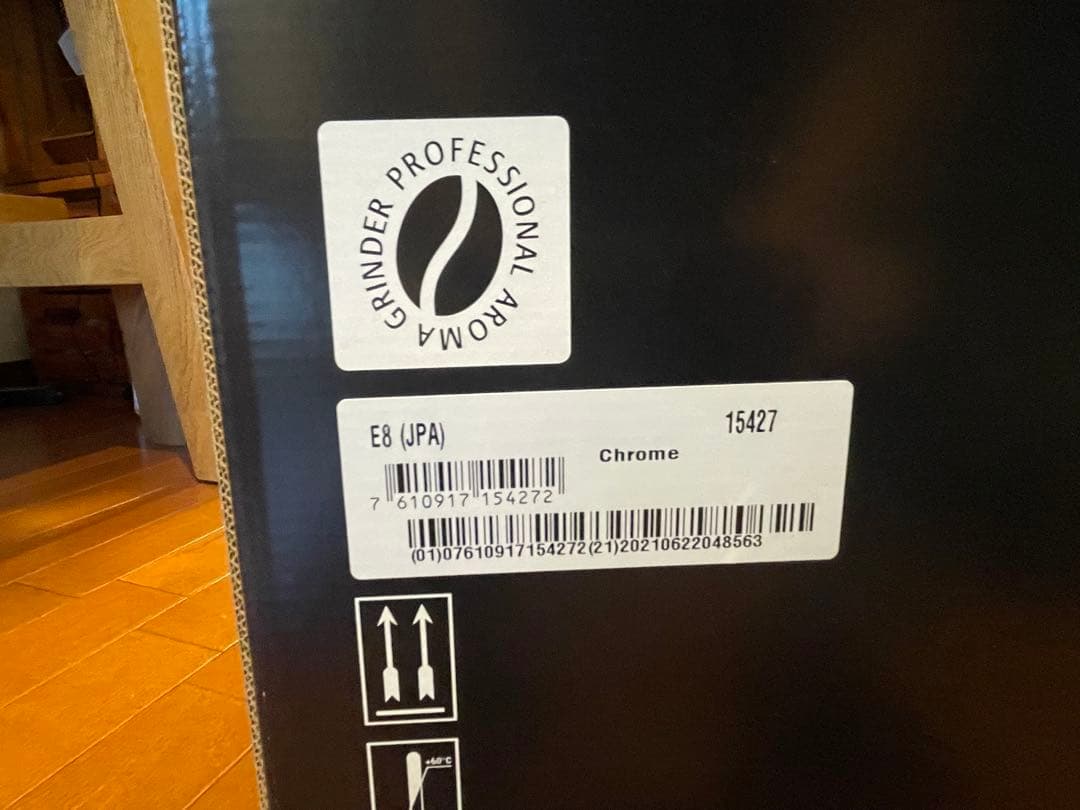 PROFESSIONAL AROMA GRINDER
E8 (JPA)
15427
Chrome
7 610917 154272
(01)07610917154272(21)20210622048563
+60°C